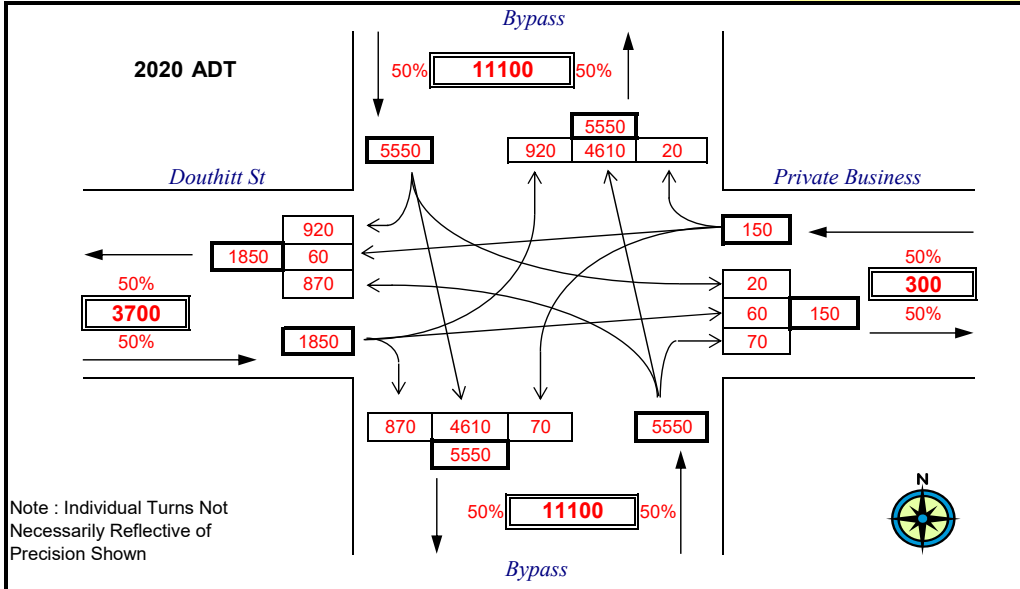 Bypass
2020 ADT
50% 11100 50%
5550
5550
920 4610 20
Douthitt St
Private Business
920
150
1850 60
50%
870
20
300
50%
60 150
50%
3700
70
50%
1850
870 4610 70
5550
5550
N
Note : Individual Turns Not
Necessarily Reflective of
Precision Shown
50% 11100 50%
Bypass